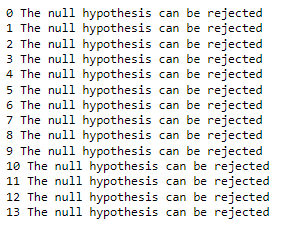 0 The null hypothesis can be rejected
1 The null hypothesis can be rejected
2 The null hypothesis can be rejected
3 The null hypothesis can be rejected
4 The null hypothesis can be rejected
5 The null hypothesis can be rejected
6 The null hypothesis can be rejected
7 The null hypothesis can be rejected
8 The null hypothesis can be rejected
9 The null hypothesis can be rejected
10 The null hypothesis can be rejected
11 The null hypothesis can be rejected
12 The null hypothesis can be rejected
13 The null hypothesis can be rejected